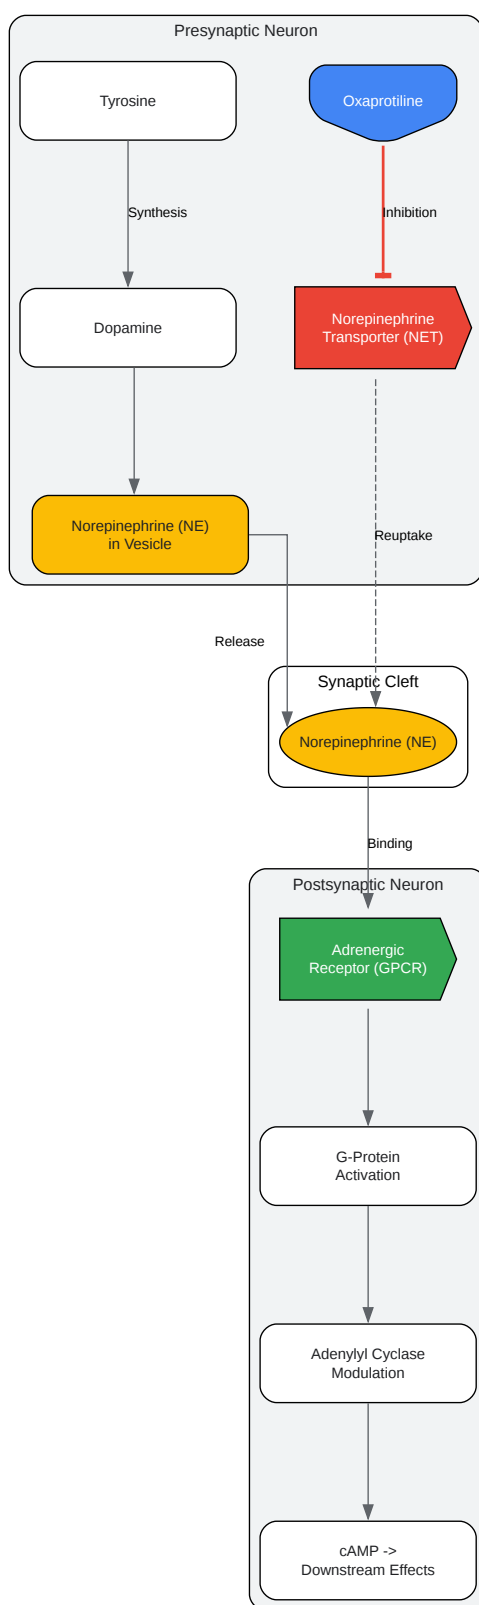 Presynaptic Neuron
Tyrosine
Oxaprotiline
Synthesis
Inhibition
Dopamine
Norepinephrine
Transporter (NET)
Norepinephrine (NE)
in Vesicle
Reuptake
Release
Synaptic Cleft
Norepinephrine (NE)
Binding
Postsynaptic Neuron
Adrenergic
Receptor (GPCR)
G-Protein
Activation
Adenylyl Cyclase
Modulation
cAMP ->
Downstream Effects